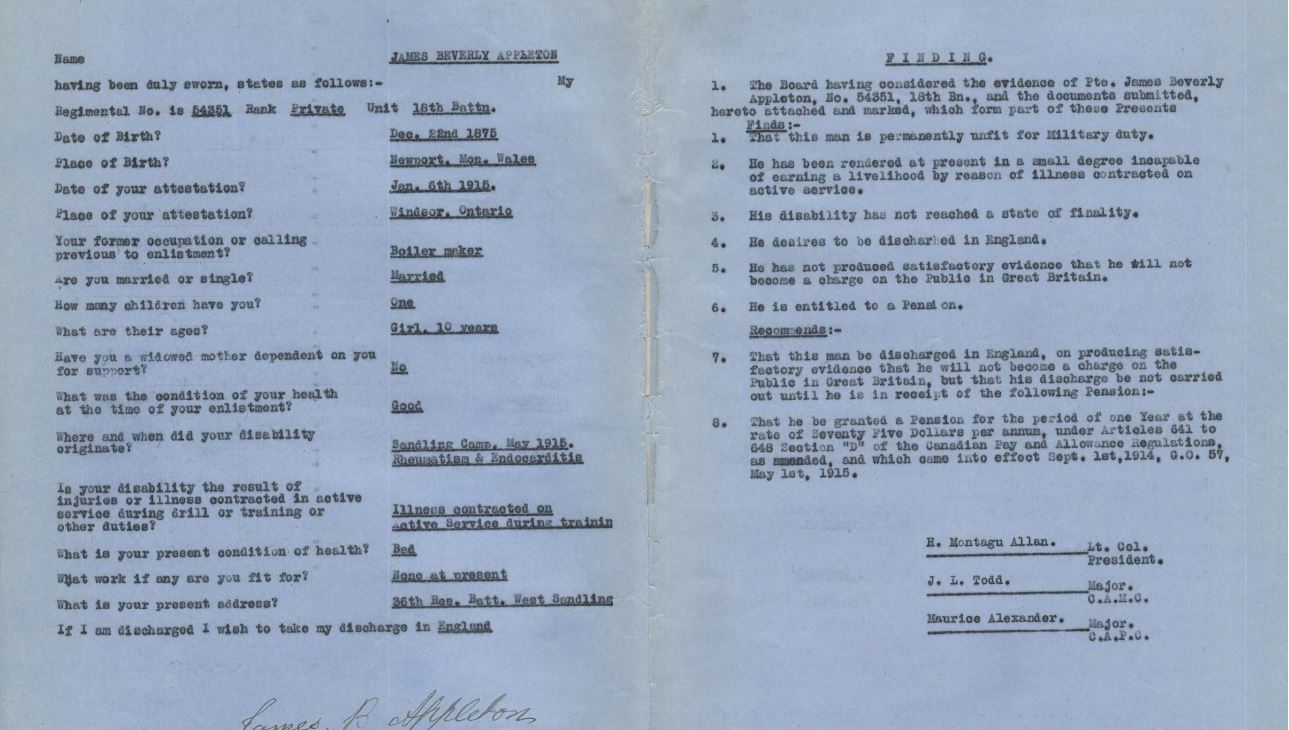 Name JAMES BEVERLY APPLETON
having been duly sworn, states as follows:- My
Regimental No. is 54351 Rank Private Unit 18th Battn.
Date of Birth? Dec. 22nd 1875
Place of Birth? Newport. Mon. Wales
Date of your attestation? Jan. 6th 1915.
Place of your attestation? Windsor. Ontario
Your former occupation or calling
previous to enlistment? Boiler maker
Are you married or single? Married
How many children have you? One
What are their ages? Girl. 10 years
Have you a widowed mother dependent on you
for support? No
What was the condition of your health
at the time of your enlistment? Good
Where and when did your disability
originate? Sandling Camp. May 1915.
Rheumatism & Endocarditis
Is your disability the result of
injuries or illness contracted in active
service during drill or training or Illness contracted on
other duties? active Service during trainin
What is your present condition of health? Bad
What work if any are you fit for? None at present
What is your present address? 36th Res. Batt. West Sandling
If I am discharged I wish to take my discharge in England
James. B Appleton
FINDING.
1. The Board having considered the evidence of Pte. James Beverly
Appleton, No. 54351, 18th Bn., and the documents submitted,
hereto attached and marked, which form part of these Presents
Finds:-
1. That this man is permanently unfit for Military duty.
2. He has been rendered at present in a small degree incapable
of earning a livelihood by reason of illness contracted on
active service.
3. His disability has not reached a state of finality.
4. He desires to be discharged in England.
5. He has not produced satisfactory evidence that he will not
become a charge on the Public in Great Britain.
6. He is entitled to a Pension.
Recommends:-
7. That this man be discharged in England, on producing satis-
factory evidence that he will not become a charge on the
Public in Great Britain, but that his discharge be not carried
out until he is in receipt of the following Pension:-
8. That he be granted a Pension for the period of one Year at the
rate of Seventy Five Dollars per annum, under Articles 641 to
648 Section "D" of the Canadian Pay and Allowance Regulations,
as amended, and which came into effect Sept. 1st,1914, G.O. 57,
May 1st, 1915.
H. Montagu Allan. Lt. Col.
President.
J. L. Todd. Major.
C.A.M.C.
Maurice Alexander. Major.
C.A.P.C.